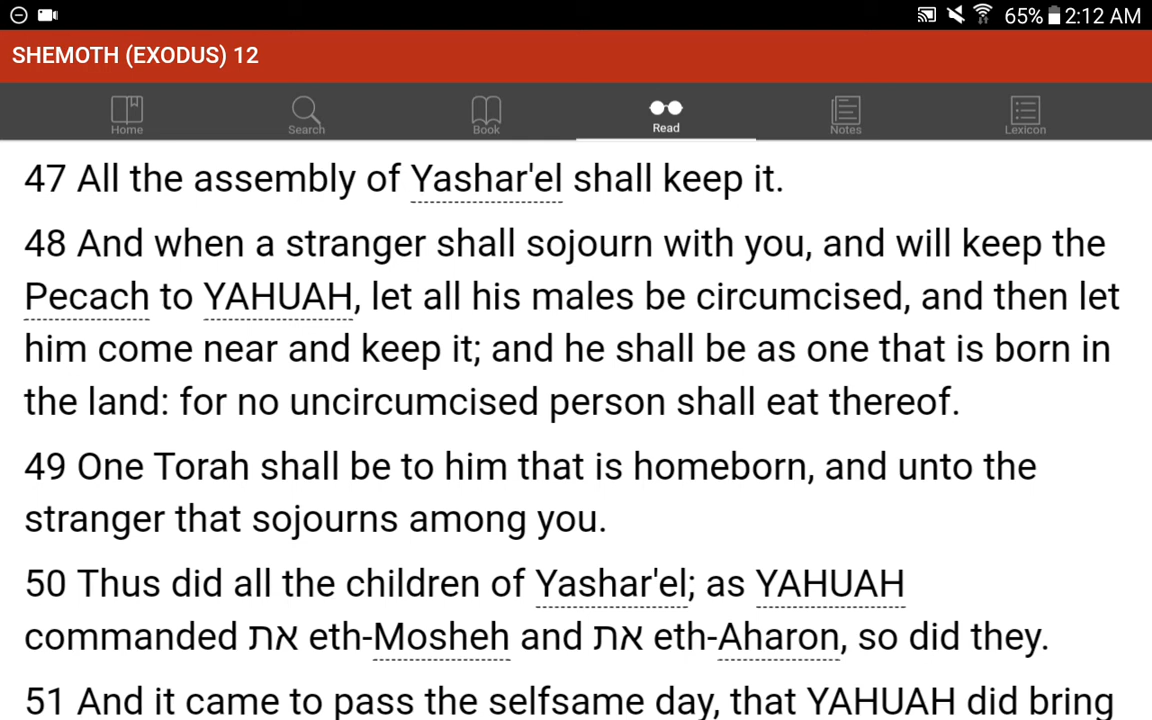 65% 2:12 AM
SHEMOTH (EXODUS) 12
Home Search Book Read Notes Lexicon
47 All the assembly of Yashar'el shall keep it.
48 And when a stranger shall sojourn with you, and will keep the
Pecach to YAHUAH, let all his males be circumcised, and then let
him come near and keep it; and he shall be as one that is born in
the land: for no uncircumcised person shall eat thereof.
49 One Torah shall be to him that is homeborn, and unto the
stranger that sojourns among you.
50 Thus did all the children of Yashar'el; as YAHUAH
commanded את eth-Mosheh and את eth-Aharon, so did they.
51 And it came to pass the selfsame day, that YAHUAH did bring